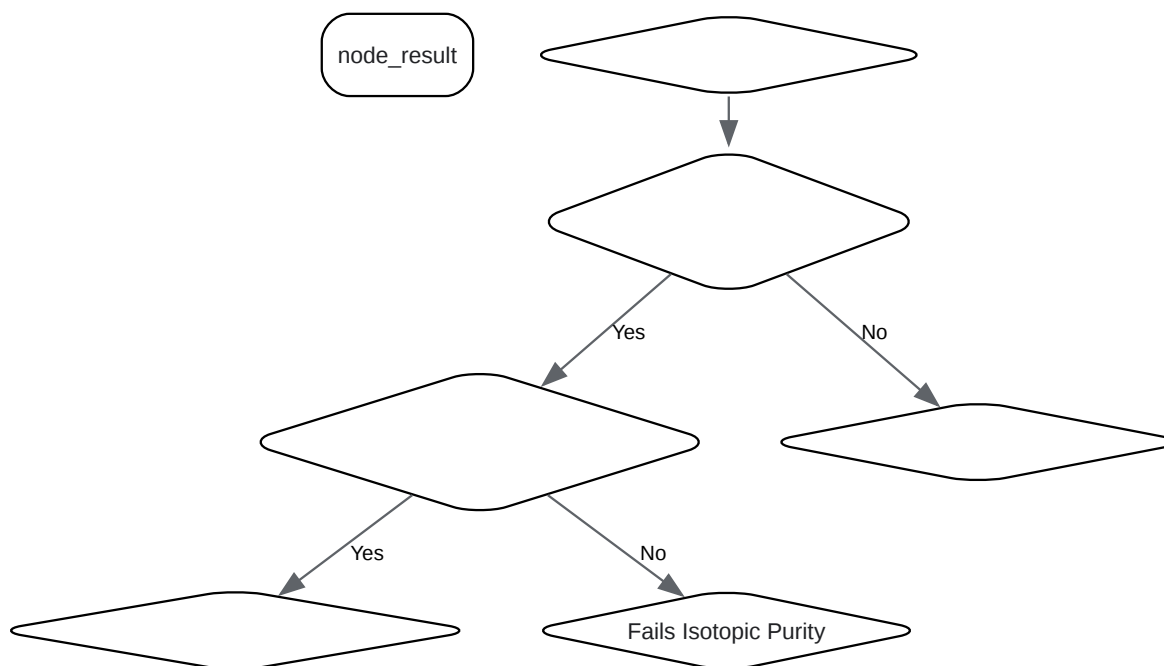 node_result
Yes
No
Yes
No
Fails Isotopic Purity